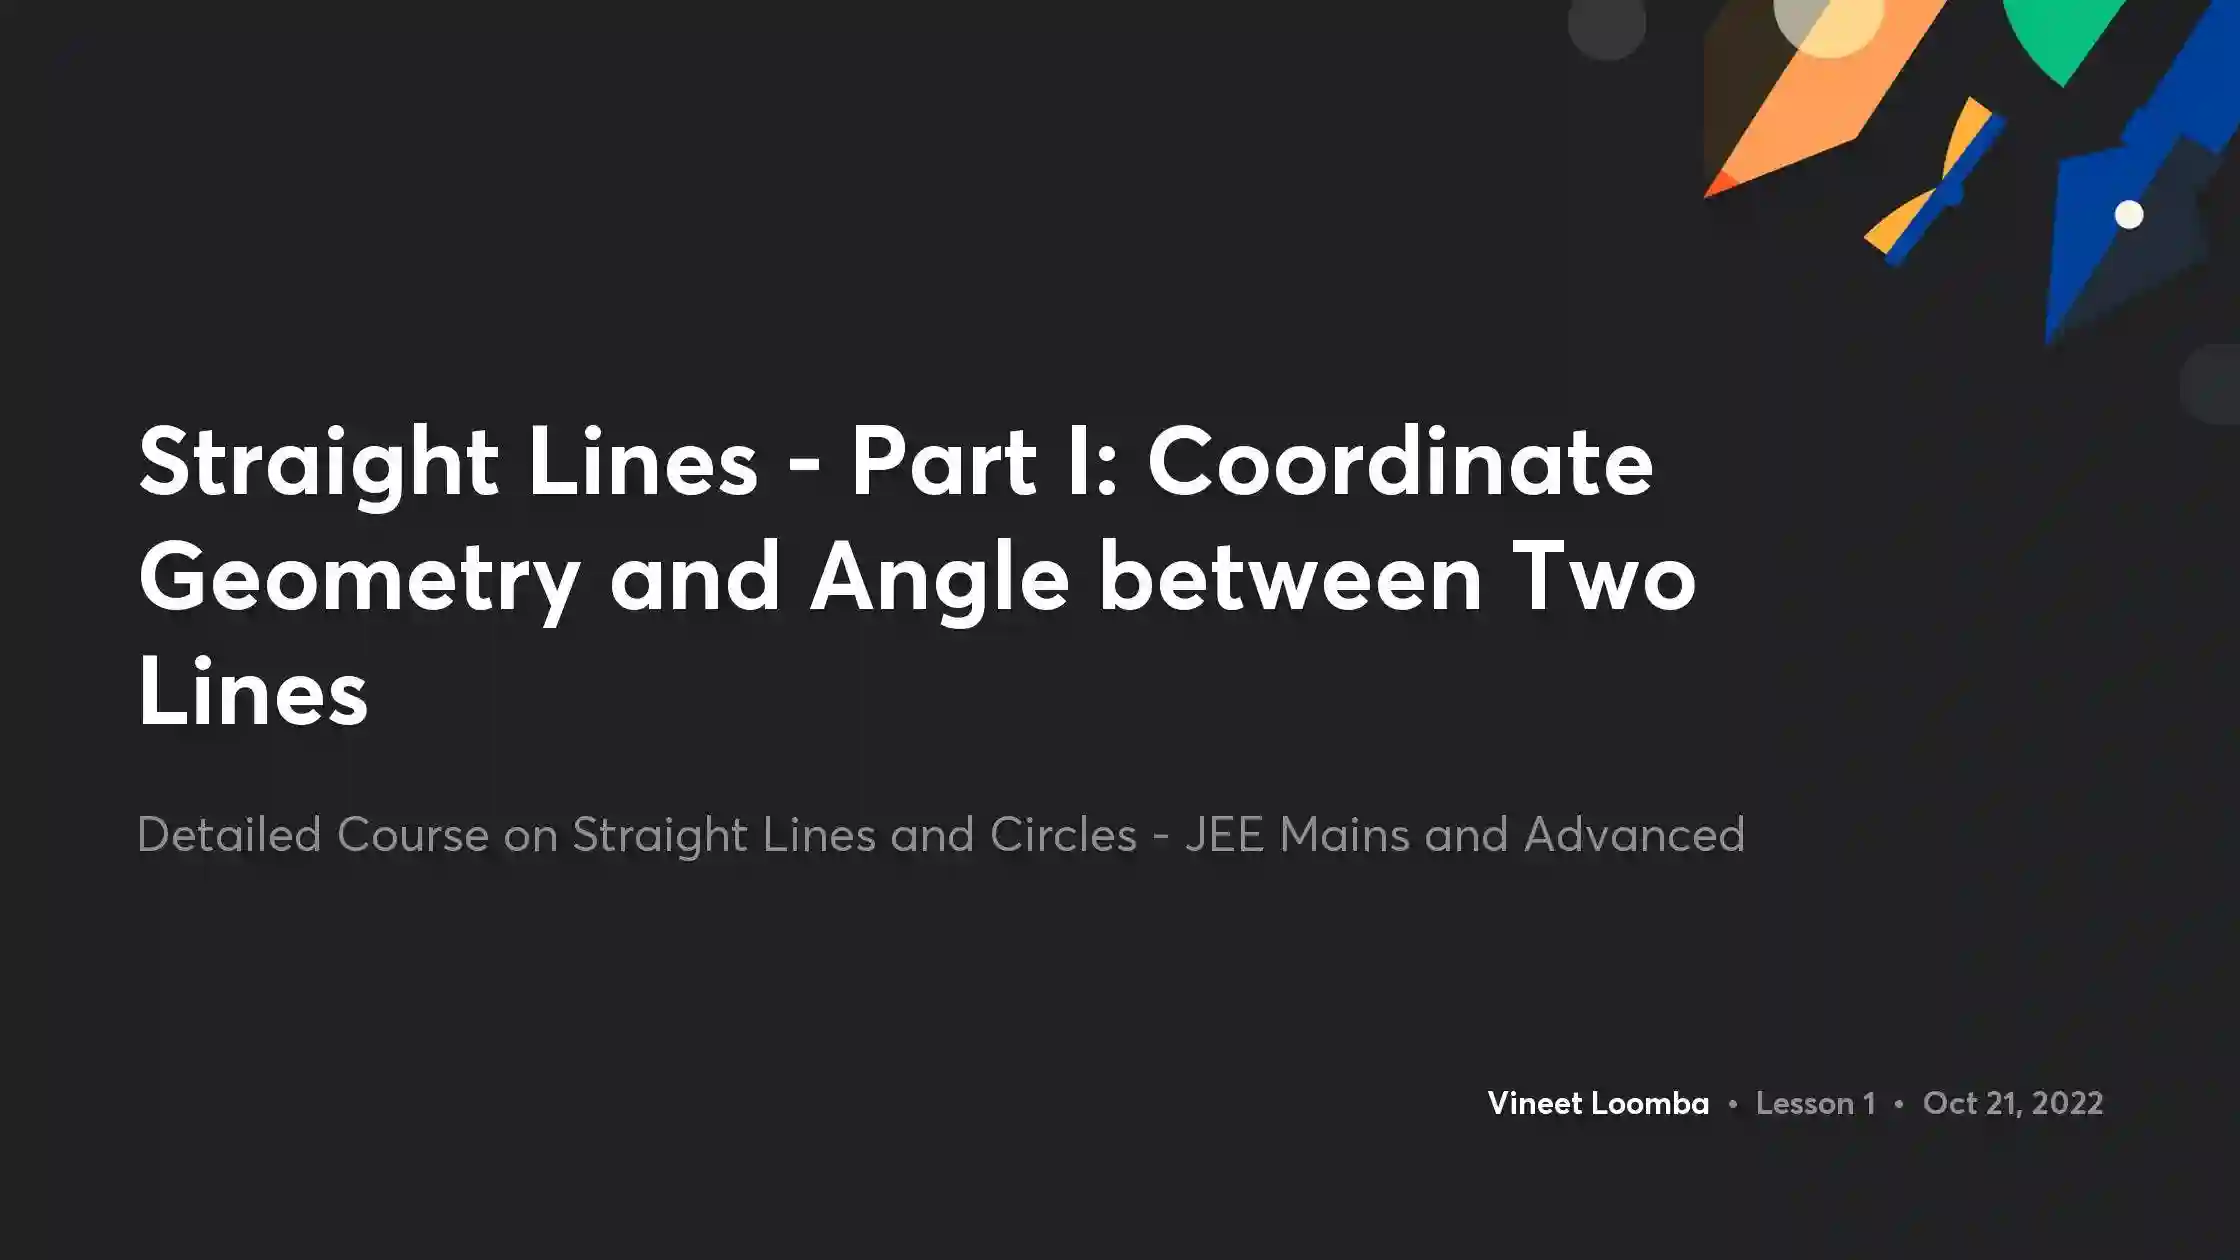 Straight Lines - Part I: Coordinate
Geometry and Angle between Two
Lines
Detailed Course on Straight Lines and Circles - JEE Mains and Advanced
Vineet Loomba • Lesson 1 • Oct 21, 2022